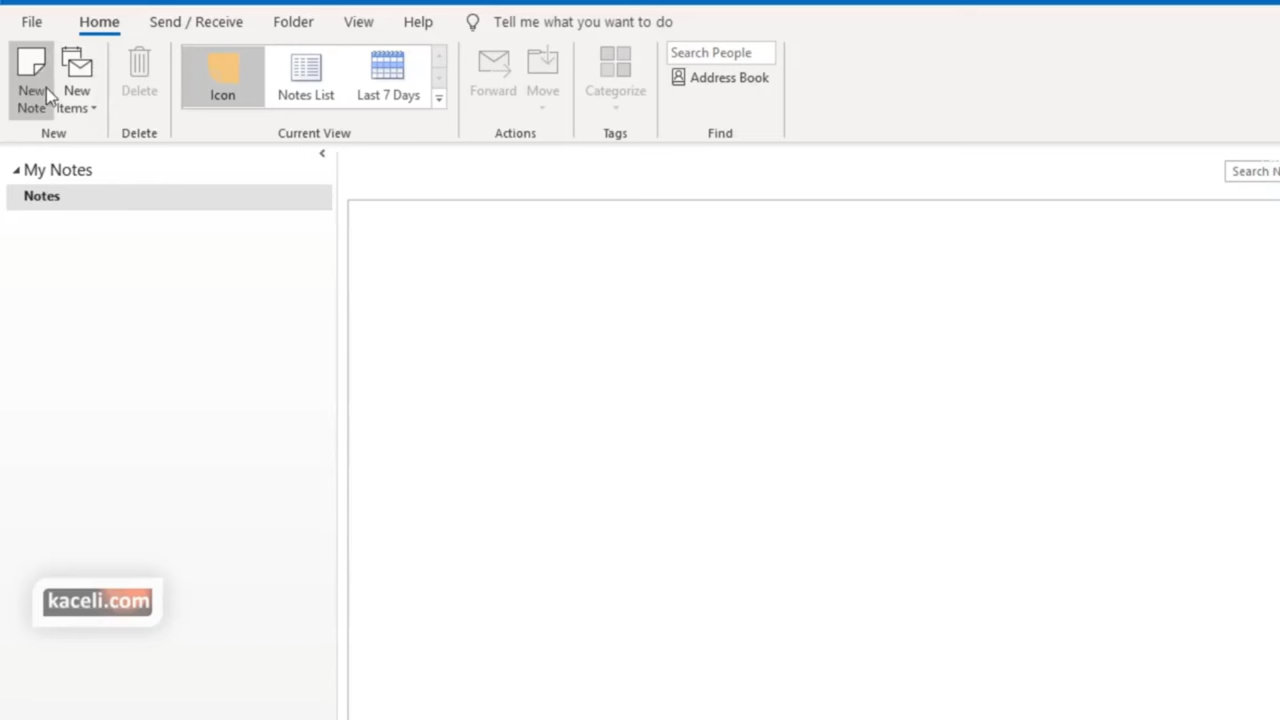 File Home Send / Receive Folder View Help Tell me what you want to do
New Note
New Items
Delete
Icon
Notes List
Last 7 Days
Forward
Move
Categorize
Search People
Address Book
New Delete Current View Actions Tags Find
My Notes
Search
Notes
kaceli.com